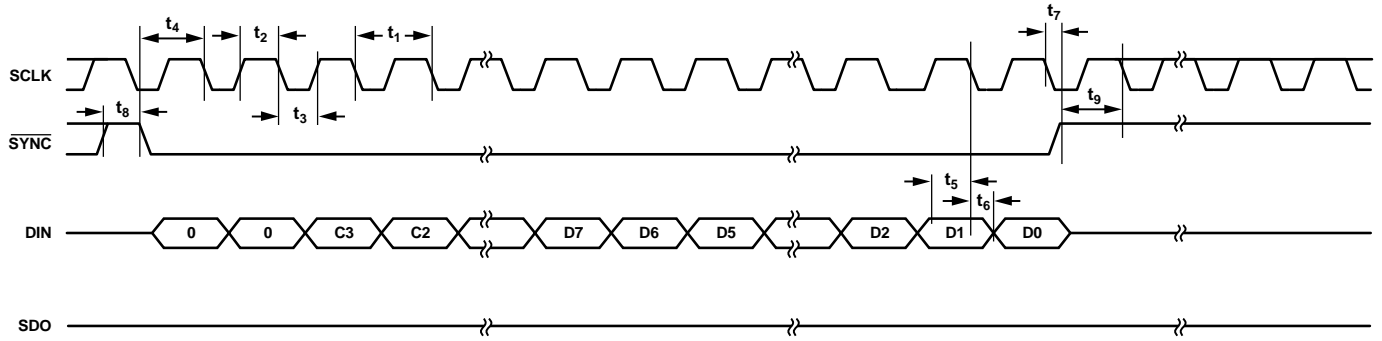 t4 t2 t1 t7
SCLK
t8 t3 t9
SYNC
t5 t6
DIN 0 0 C3 C2 D7 D6 D5 D2 D1 D0
SDO